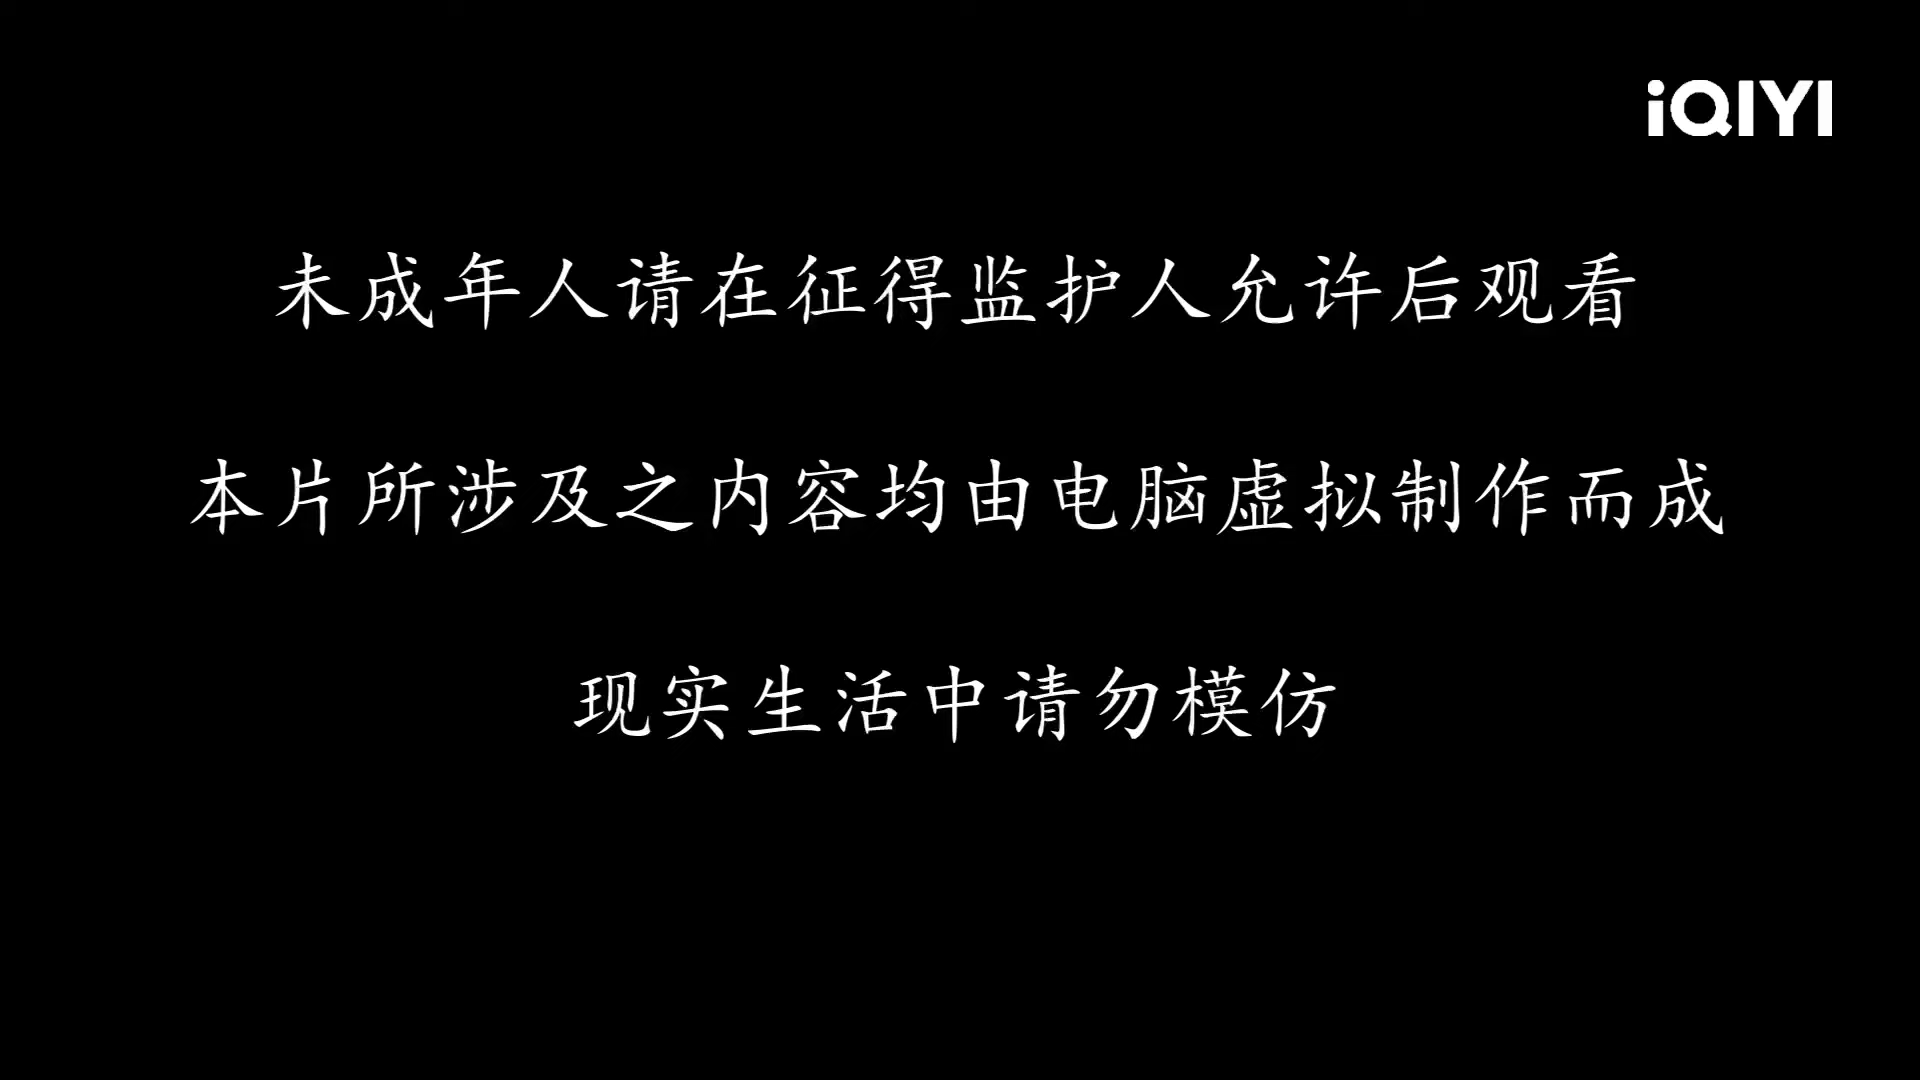 iQIYI
未成年人请在征得监护人允许后观看
本片所涉及之内容均由电脑虚拟制作而成
现实生活中请勿模仿